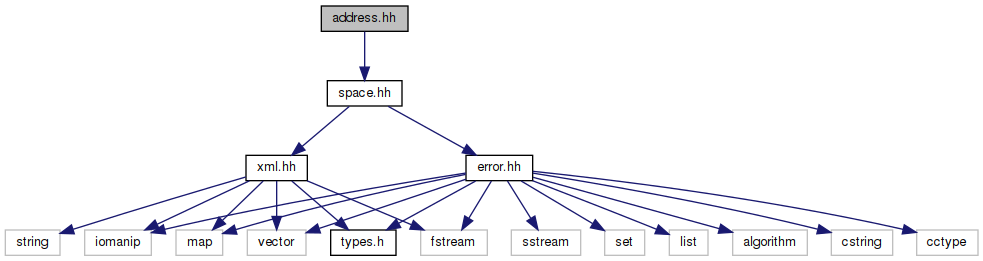 address.hh
space.hh
xml.hh
error.hh
string
iomanip
map
vector
types.h
fstream
sstream
set
list
algorithm
cstring
cctype